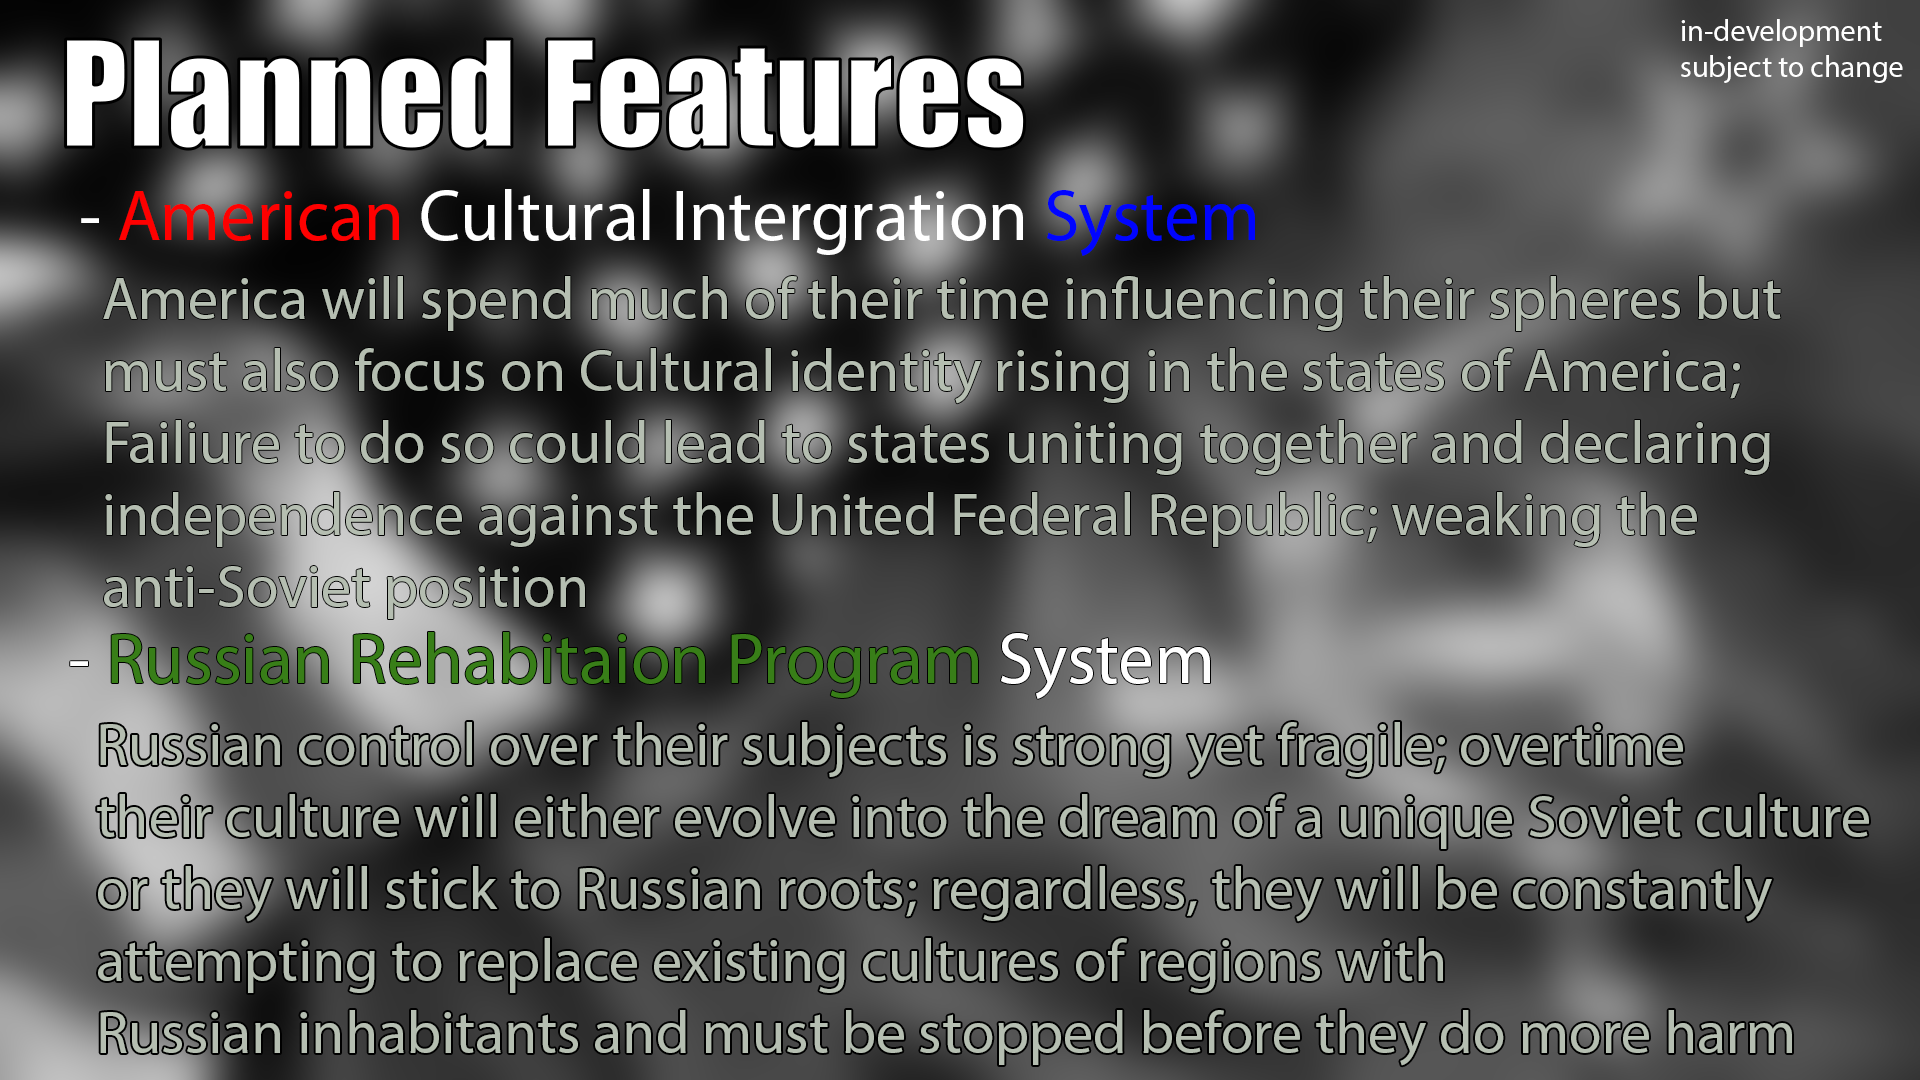 Planned Features
in-development
subject to change
- American Cultural Intergration System
America will spend much of their time influencing their spheres but
must also focus on Cultural identity rising in the states of America;
Failiure to do so could lead to states uniting together and declaring
independence against the United Federal Republic; weaking the
anti-Soviet position
- Russian Rehabitaion Program System
Russian control over their subjects is strong yet fragile; overtime
their culture will either evolve into the dream of a unique Soviet culture
or they will stick to Russian roots; regardless, they will be constantly
attempting to replace existing cultures of regions with
Russian inhabitants and must be stopped before they do more harm